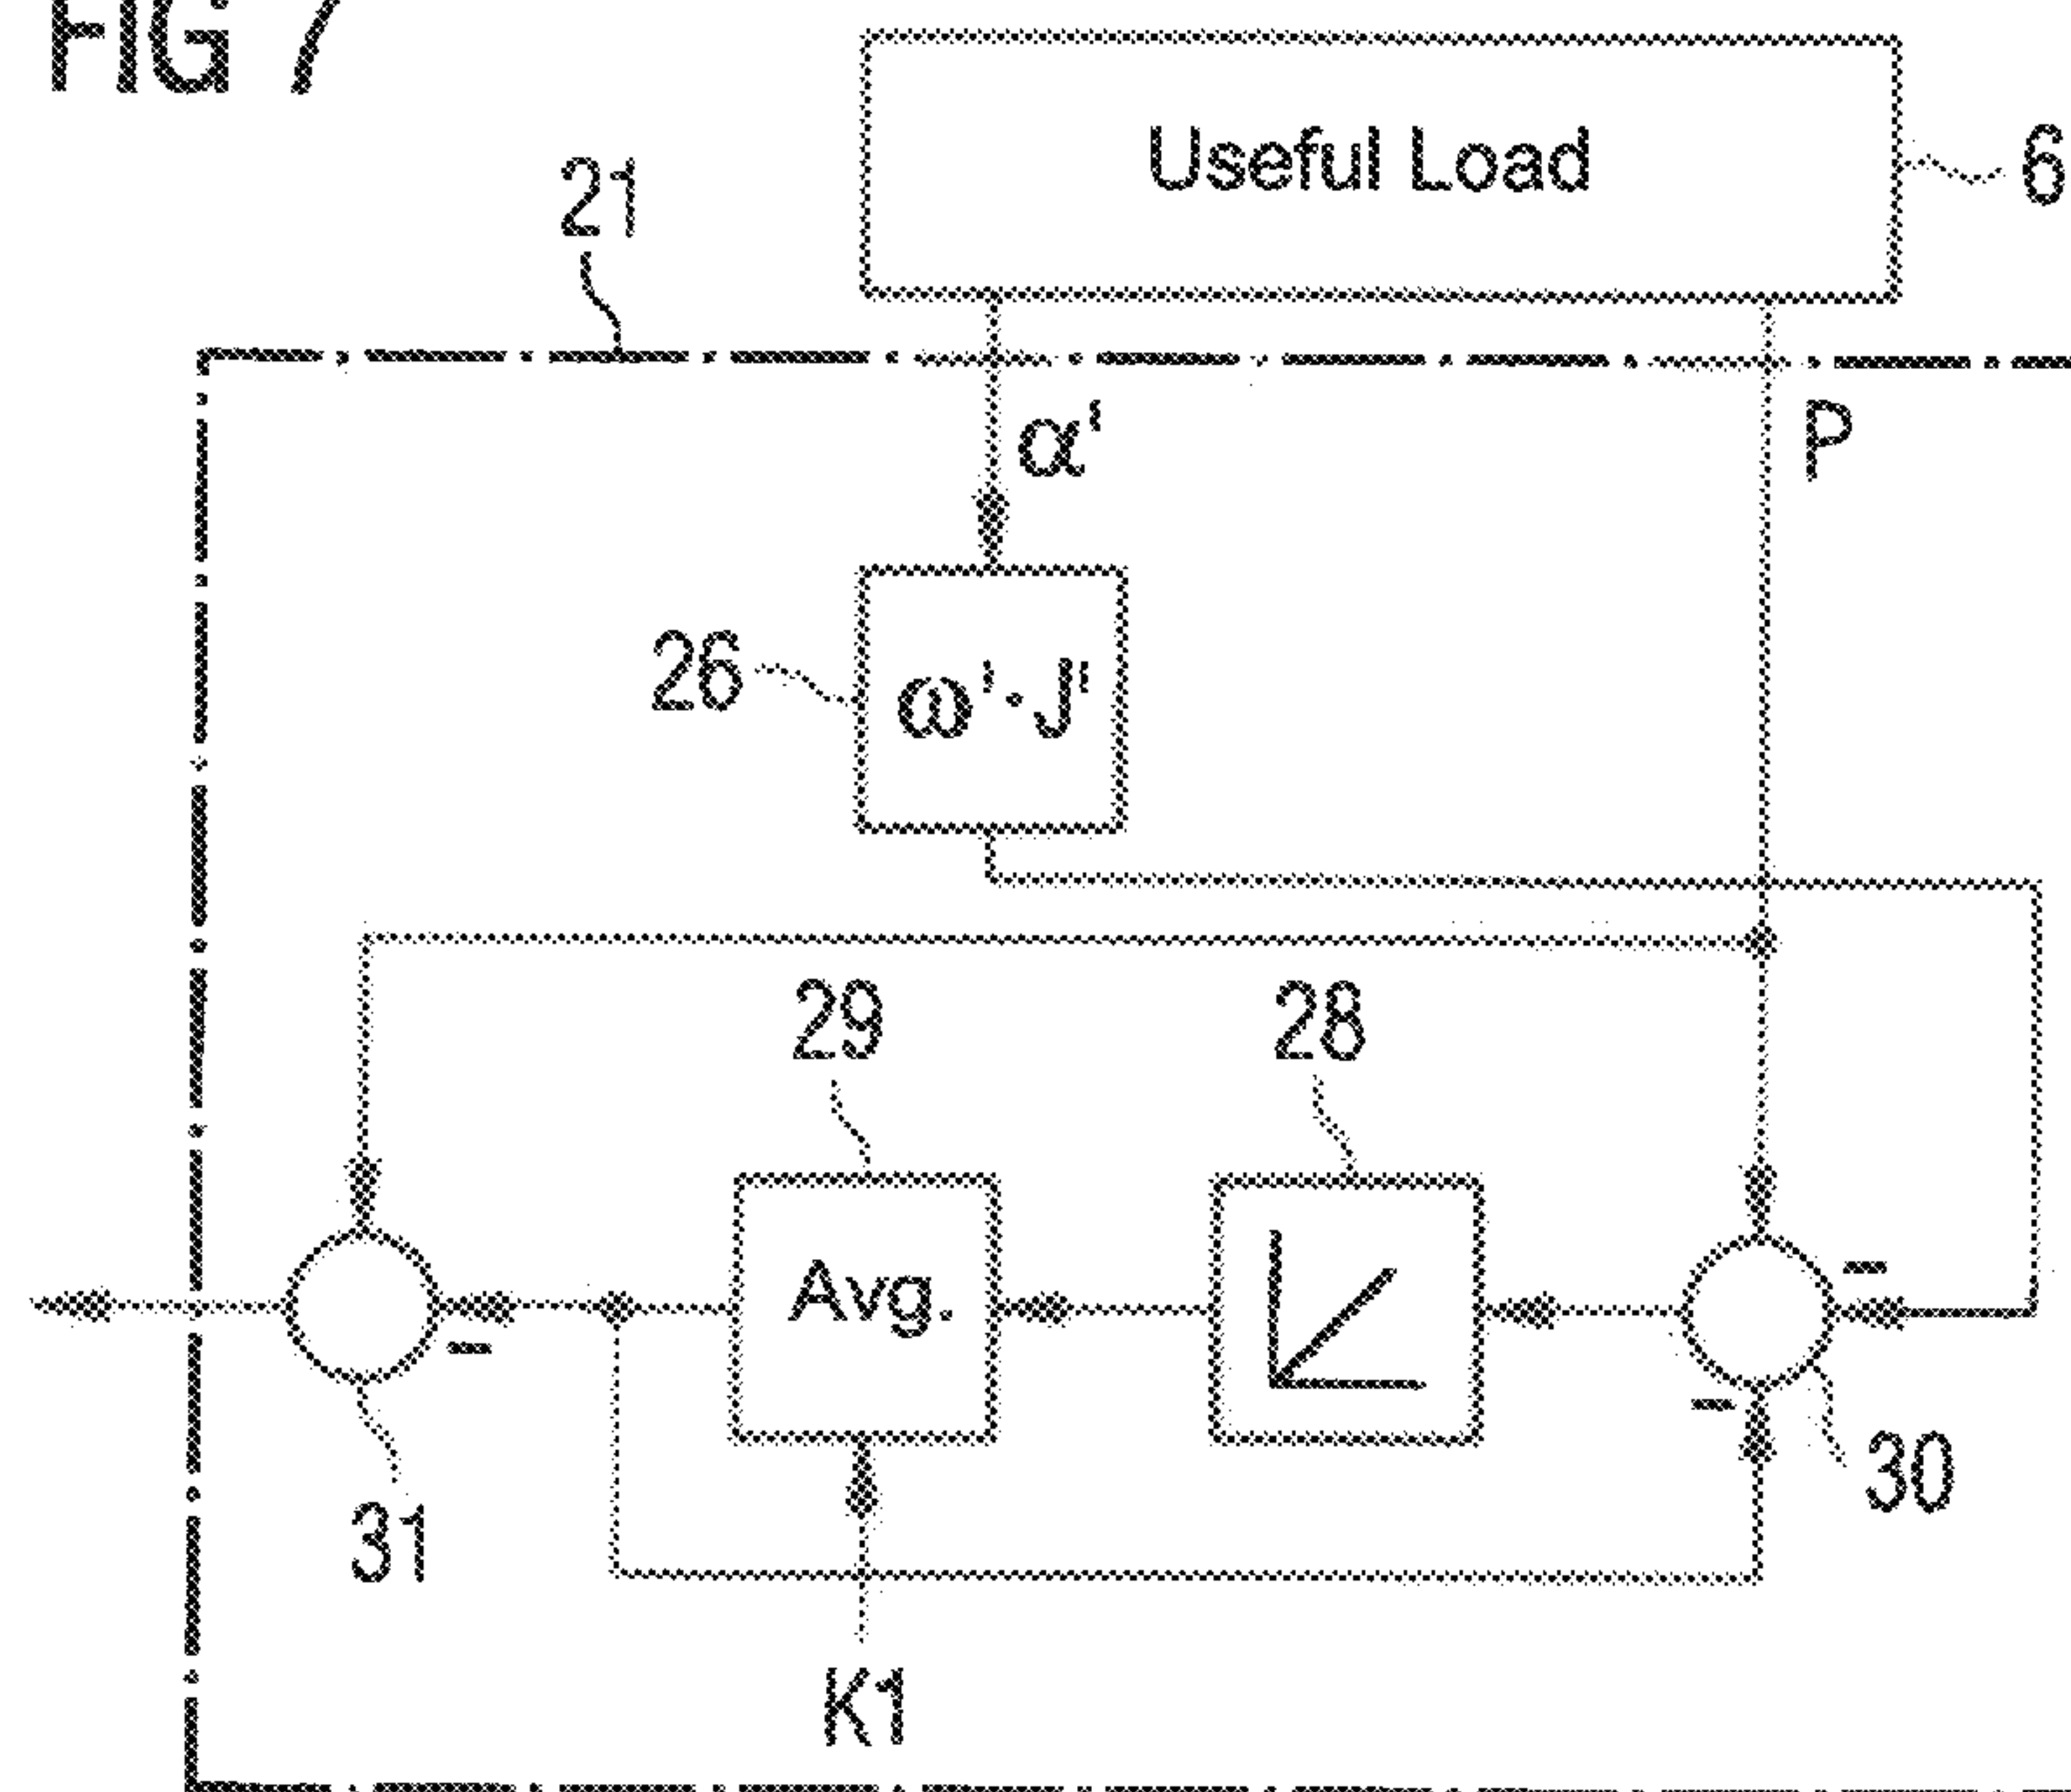 FIG 7
Useful Load
6
21
α'
P
26
ω'·J'
29
28
Avg.
-
-
-
31
30
K1